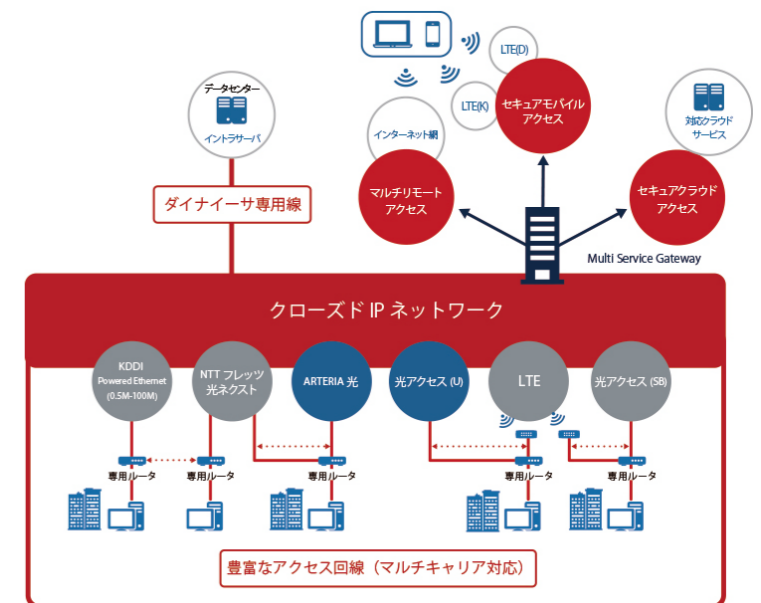 データセンター
イントラサーバ
ダイナイーサ専用線
LTE(D)
LTE(K)
セキュアモバイル
アクセス
インターネット網
マルチリモート
アクセス
対応クラウド
サービス
セキュアクラウド
アクセス
Multi Service Gateway
クローズド IP ネットワーク
KDDI
Powered Ethernet
(0.5M-100M)
NTT フレッツ
光ネクスト
ARTERIA 光
光アクセス (U)
LTE
光アクセス (SB)
専用ルータ
専用ルータ
専用ルータ
専用ルータ
専用ルータ
豊富なアクセス回線（マルチキャリア対応）